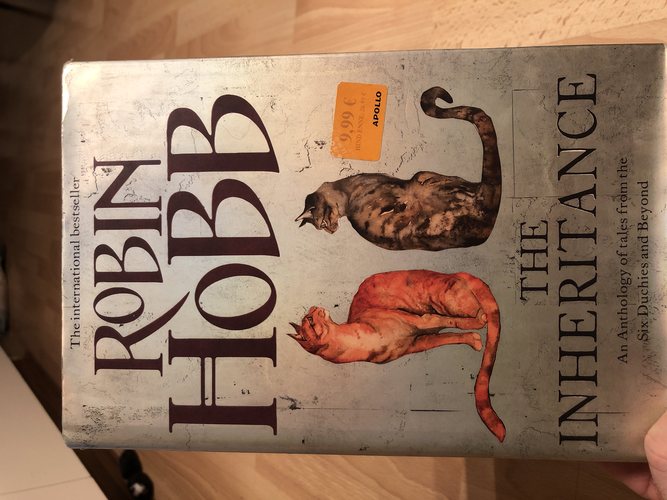 The international bestseller
ROBIN
HOBB
9,99 €
APOLLO
THE
INHERITANCE
An Anthology of tales from the
Six Duchies and Beyond